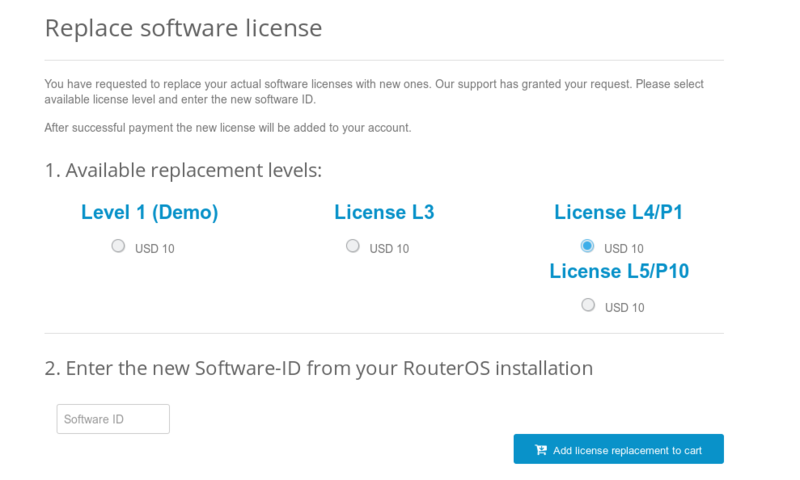 Replace software license
You have requested to replace your actual software licenses with new ones. Our support has granted your request. Please select
available license level and enter the new software ID.
After successful payment the new license will be added to your account.
1. Available replacement levels:
Level 1 (Demo)
USD 10
License L3
USD 10
License L4/P1
USD 10
License L5/P10
USD 10
2. Enter the new Software-ID from your RouterOS installation
Software ID
Add license replacement to cart